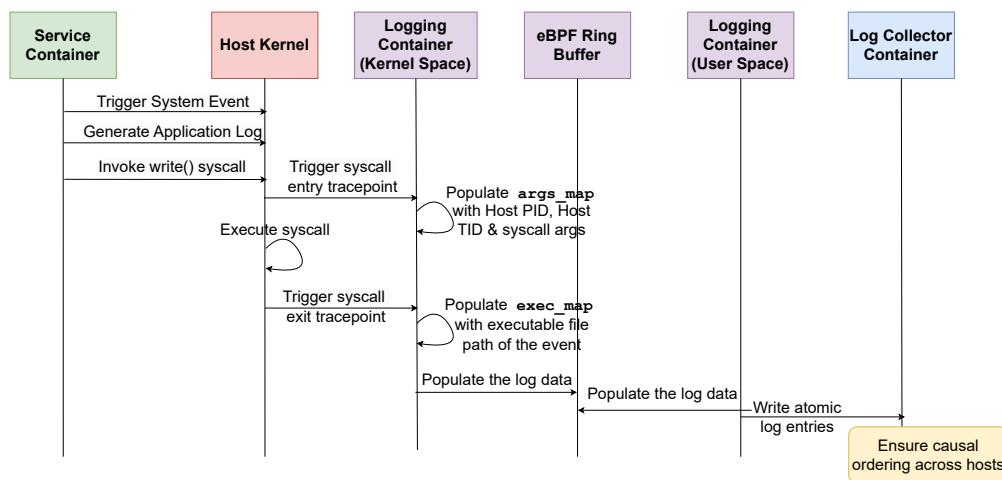 Service
Container
Host Kernel
Logging
Container
(Kernel Space)
eBPF Ring
Buffer
Logging
Container
(User Space)
Log Collector
Container
Trigger System Event
Generate Application Log
Invoke write() syscall
Trigger syscall
entry tracepoint
Populate args_map
with Host PID, Host
TID & syscall args
Execute syscall
Trigger syscall
exit tracepoint
Populate exec_map
with executable file
path of the event
Populate the log data
Populate the log data
Write atomic
log entries
Ensure causal
ordering across hosts